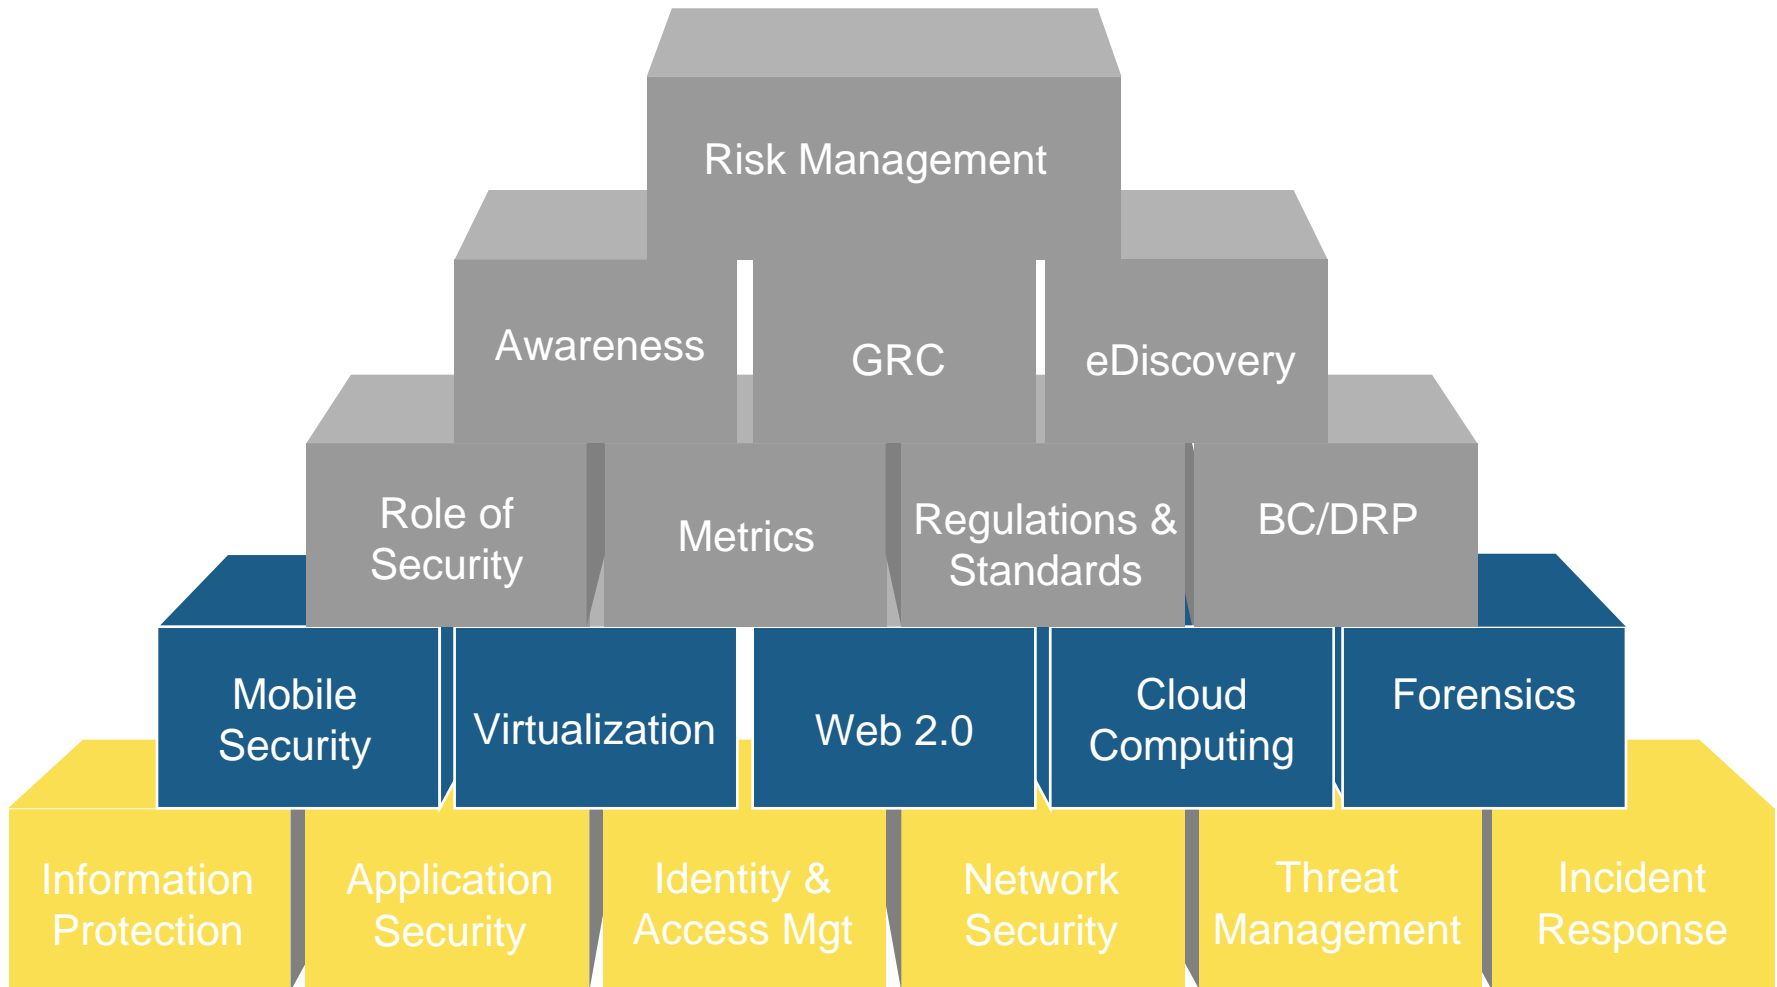 Risk Management
Awareness
GRC
eDiscovery
Role of
Security
Metrics
Regulations &
Standards
BC/DRP
Mobile
Security
Virtualization
Web 2.0
Cloud
Computing
Forensics
Information
Protection
Application
Security
Identity &
Access Mgt
Network
Security
Threat
Management
Incident
Response